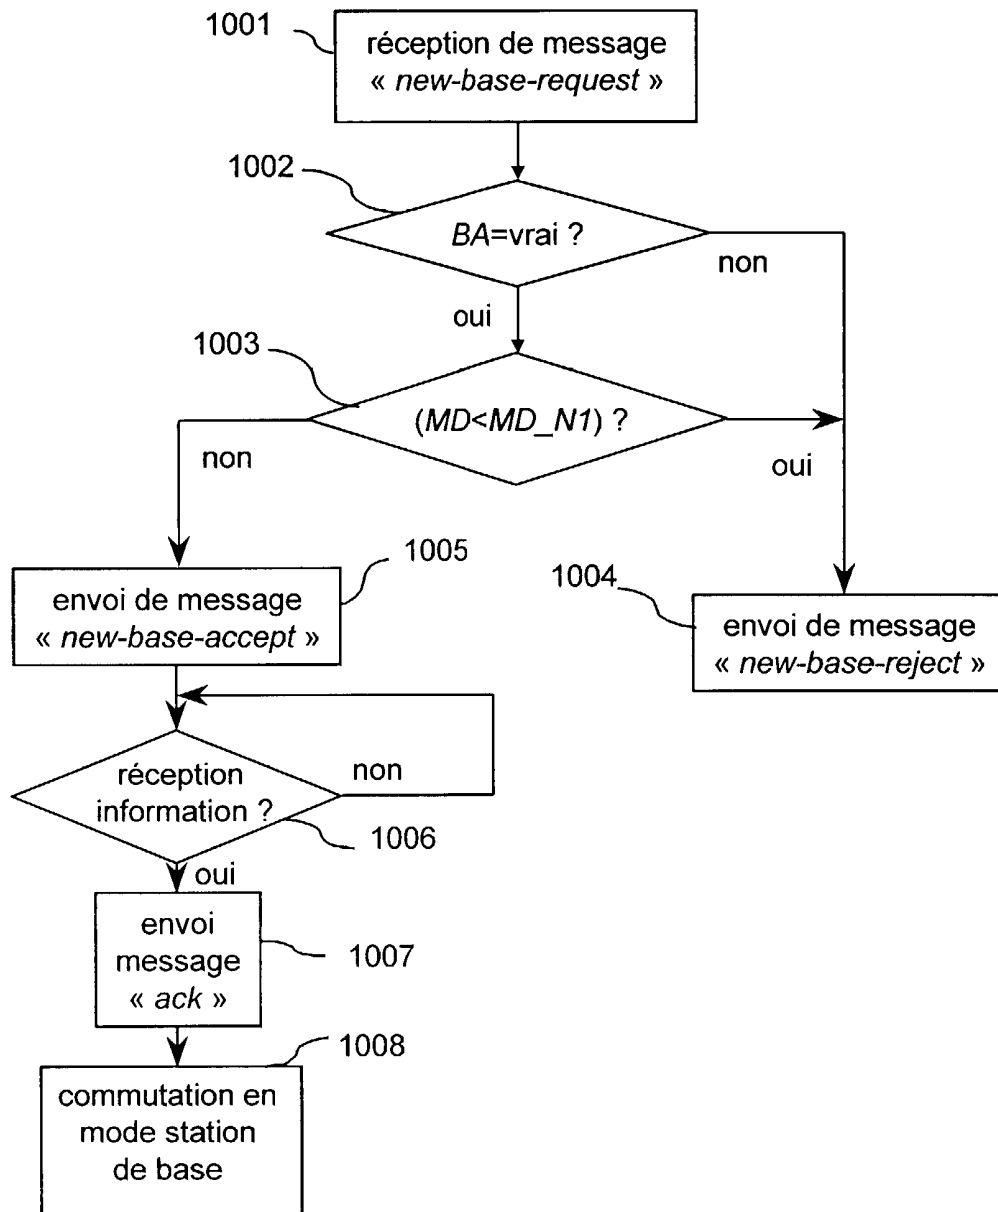 1001
réception de message
« new-base-request »
1002
BA=vrai ?
non
oui
1003
(MD<MD_N1) ?
non
oui
1005
envoi de message
« new-base-accept »
1004
envoi de message
« new-base-reject »
réception
information ?
non
1006
oui
envoi
message
« ack »
1007
1008
commutation en
mode station
de base